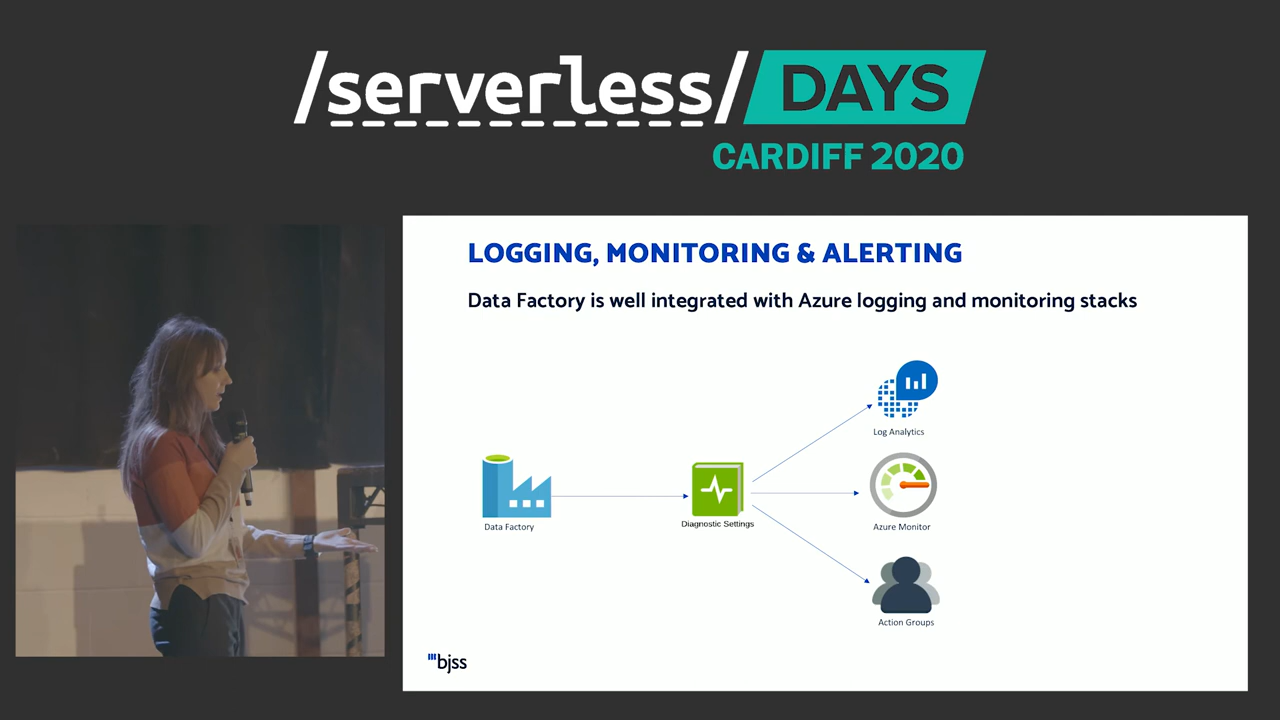 /serverless/ DAYS
CARDIFF 2020
LOGGING, MONITORING & ALERTING
Data Factory is well integrated with Azure logging and monitoring stacks
Log Analytics
Data Factory
Diagnostic Settings
Azure Monitor
Action Groups
bjss